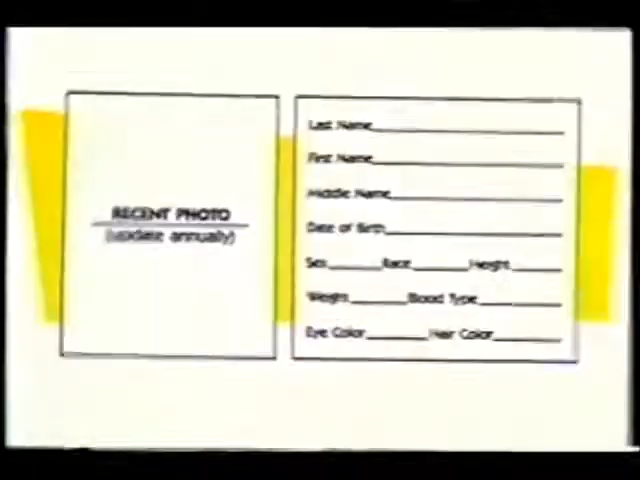 RECENT PHOTO
(update annually)
Last Name
First Name
Middle Name
Date of Birth
Sex Race Height
Weight Blood Type
Eye Color Hair Color